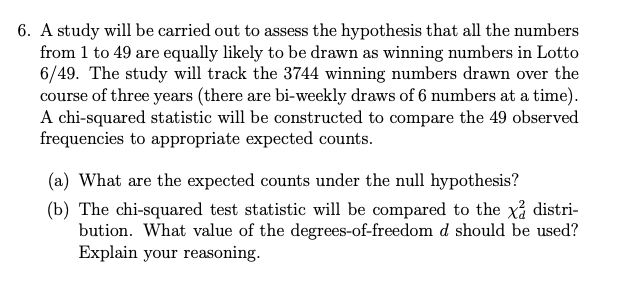 6. A study will be carried out to assess the hypothesis that all the numbers
from 1 to 49 are equally likely to be drawn as winning numbers in Lotto
6/49. The study will track the 3744 winning numbers drawn over the
course of three years (there are bi-weekly draws of 6 numbers at a time).
A chi-squared statistic will be constructed to compare the 49 observed
frequencies to appropriate expected counts.
(a) What are the expected counts under the null hypothesis?
(b) The chi-squared test statistic will be compared to the χ²_d distri-
bution. What value of the degrees-of-freedom d should be used?
Explain your reasoning.